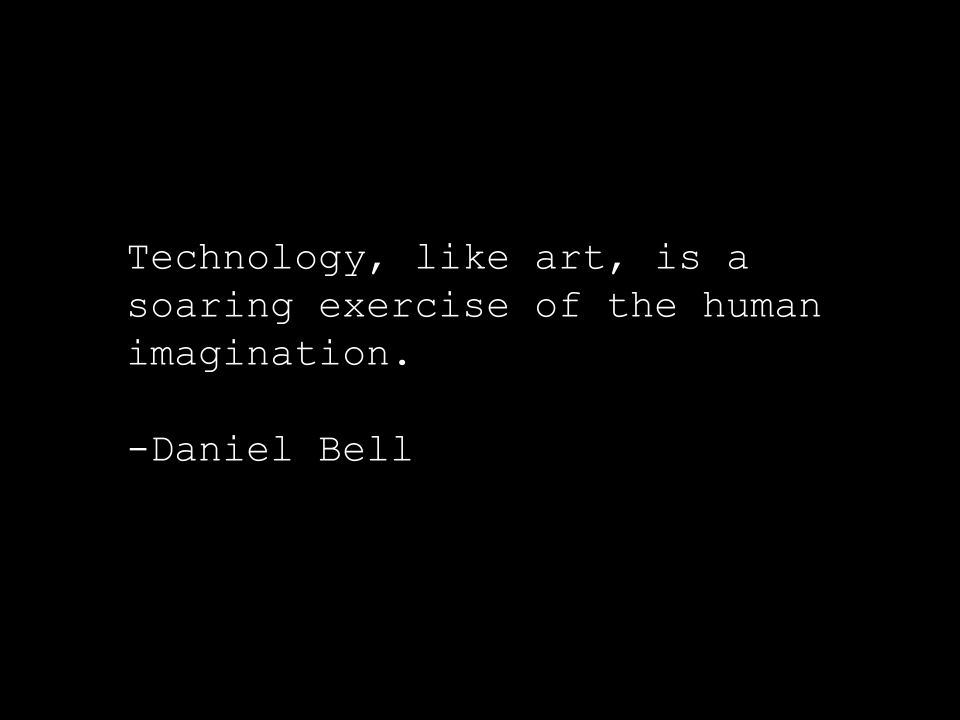 Technology, like art, is a
soaring exercise of the human
imagination.
-Daniel Bell